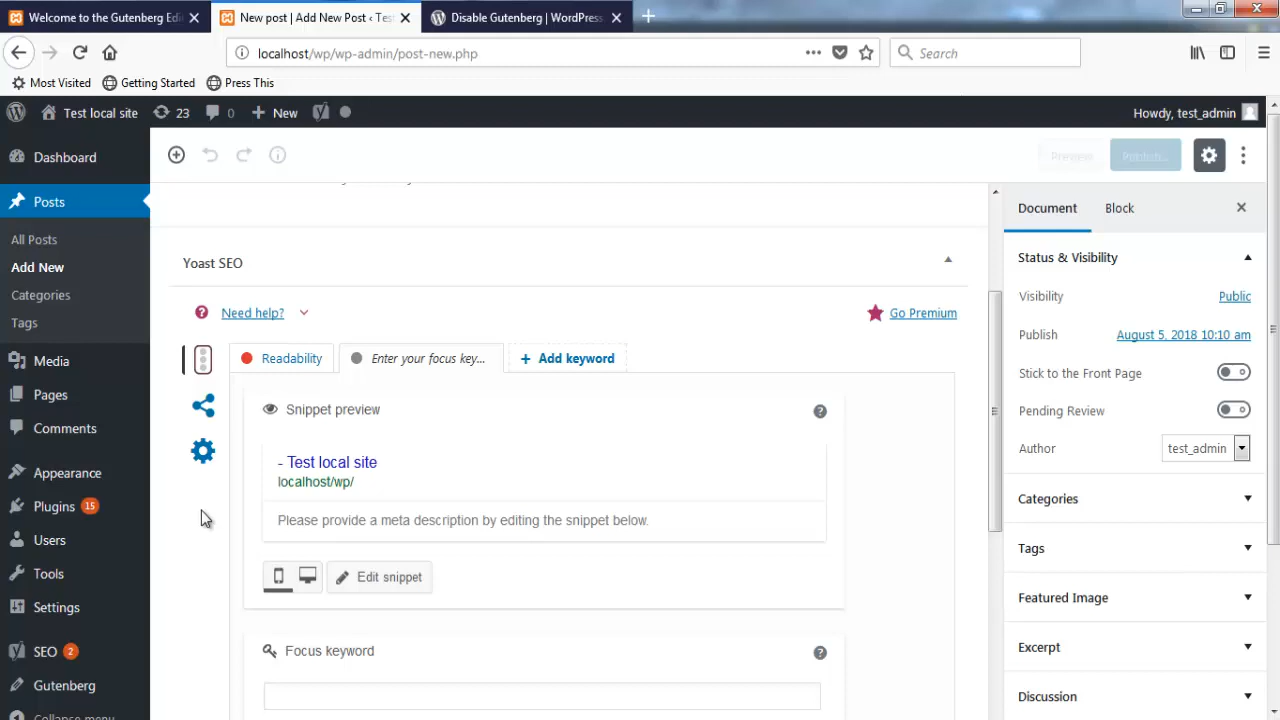 Welcome to the Gutenberg Edi
New post | Add New Post ‹ Tes
Disable Gutenberg | WordPress
localhost/wp/wp-admin/post-new.php
Search
Most Visited
Getting Started
Press This
Test local site
23
0
New
Howdy, test_admin
Dashboard
Preview
Publish...
Posts
Document
Block
All Posts
Add New
Categories
Tags
Yoast SEO
Status & Visibility
Visibility
Public
Need help?
Go Premium
Publish
August 5, 2018 10:10 am
Media
Readability
Enter your focus key...
+ Add keyword
Stick to the Front Page
Pages
Snippet preview
Pending Review
Comments
Author
test_admin
- Test local site
localhost/wp/
Appearance
Categories
Plugins 15
Please provide a meta description by editing the snippet below.
Users
Tags
Tools
Edit snippet
Featured Image
Settings
SEO 2
Focus keyword
Excerpt
Gutenberg
Discussion
Collapse menu